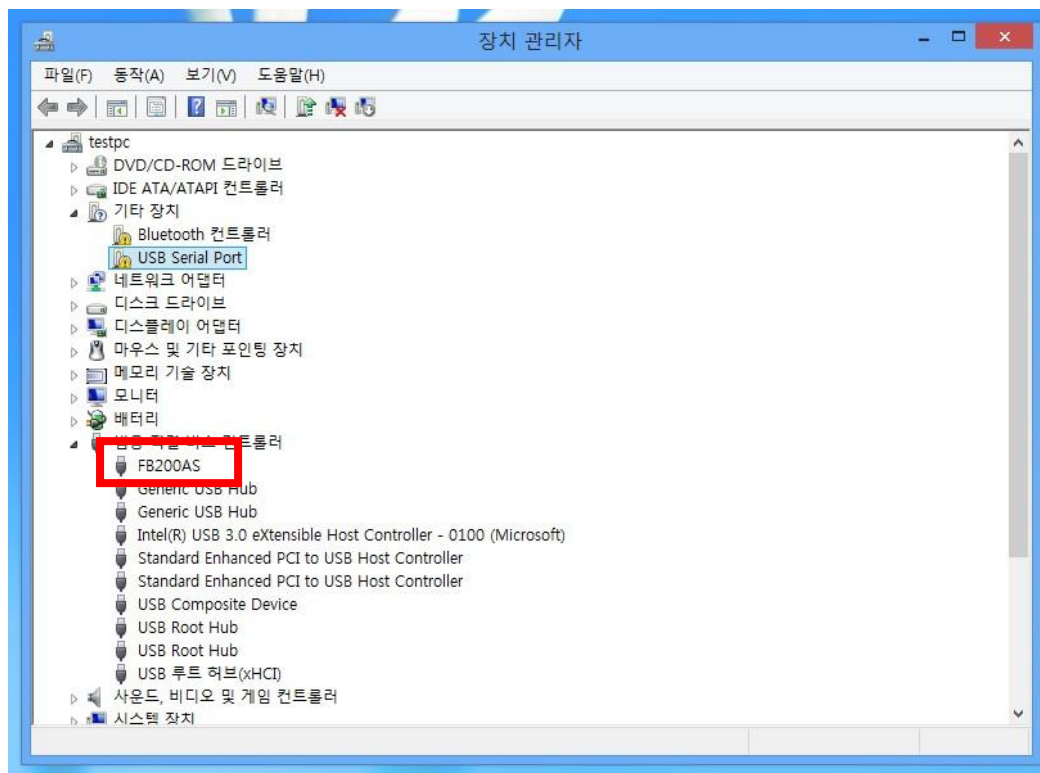 장치 관리자
파일(F) 동작(A) 보기(V) 도움말(H)
testpc
DVD/CD-ROM 드라이브
IDE ATA/ATAPI 컨트롤러
기타 장치
Bluetooth 컨트롤러
USB Serial Port
네트워크 어댑터
디스크 드라이브
디스플레이 어댑터
마우스 및 기타 포인팅 장치
메모리 기술 장치
모니터
배터리
범용 직렬 버스 컨트롤러
FB200AS
Generic USB Hub
Generic USB Hub
Intel(R) USB 3.0 eXtensible Host Controller - 0100 (Microsoft)
Standard Enhanced PCI to USB Host Controller
Standard Enhanced PCI to USB Host Controller
USB Composite Device
USB Root Hub
USB Root Hub
USB 루트 허브(xHCI)
사운드, 비디오 및 게임 컨트롤러
시스템 장치